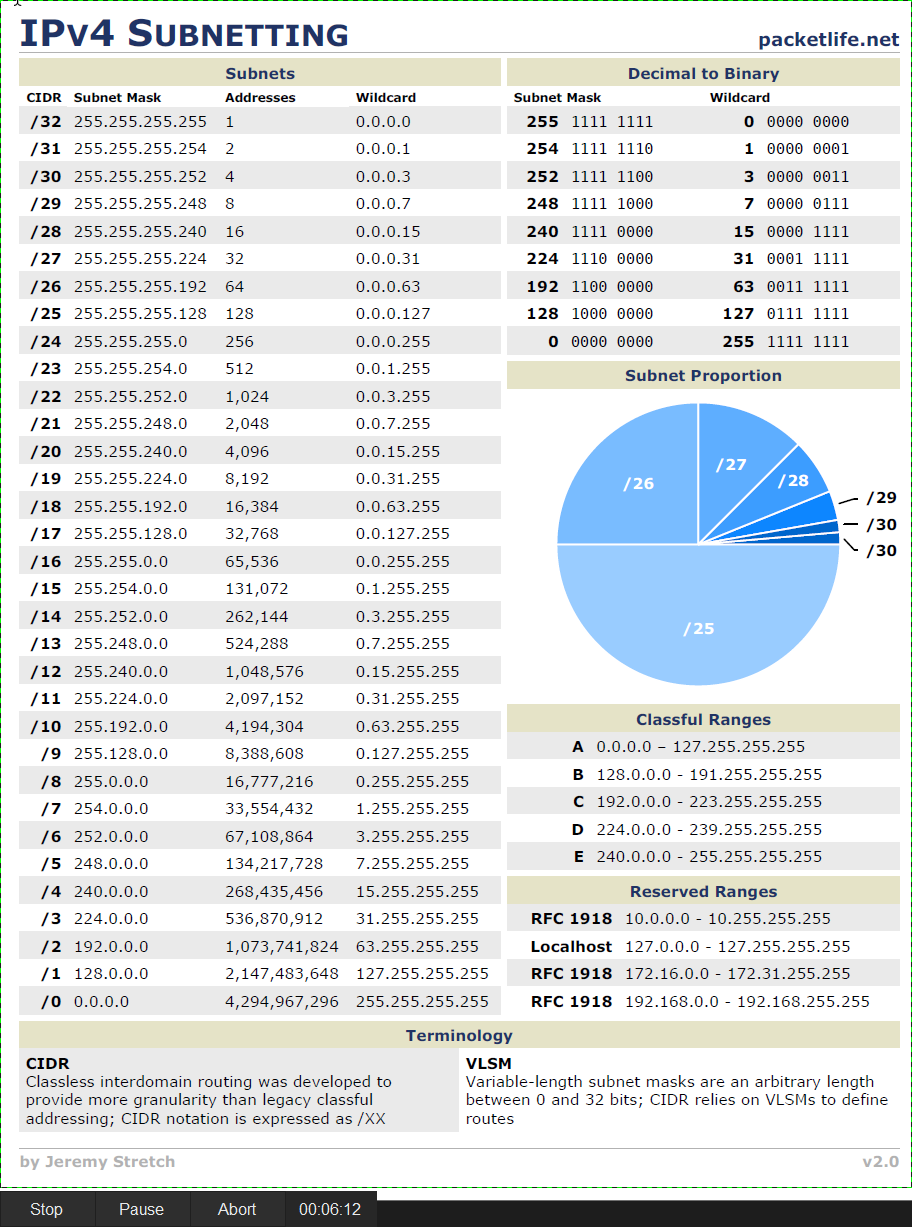 IPv4 Subnetting
packetlife.net
Subnets
CIDR Subnet Mask Addresses Wildcard
/32 255.255.255.255 1 0.0.0.0
/31 255.255.255.254 2 0.0.0.1
/30 255.255.255.252 4 0.0.0.3
/29 255.255.255.248 8 0.0.0.7
/28 255.255.255.240 16 0.0.0.15
/27 255.255.255.224 32 0.0.0.31
/26 255.255.255.192 64 0.0.0.63
/25 255.255.255.128 128 0.0.0.127
/24 255.255.255.0 256 0.0.0.255
/23 255.255.254.0 512 0.0.1.255
/22 255.255.252.0 1,024 0.0.3.255
/21 255.255.248.0 2,048 0.0.7.255
/20 255.255.240.0 4,096 0.0.15.255
/19 255.255.224.0 8,192 0.0.31.255
/18 255.255.192.0 16,384 0.0.63.255
/17 255.255.128.0 32,768 0.0.127.255
/16 255.255.0.0 65,536 0.0.255.255
/15 255.254.0.0 131,072 0.1.255.255
/14 255.252.0.0 262,144 0.3.255.255
/13 255.248.0.0 524,288 0.7.255.255
/12 255.240.0.0 1,048,576 0.15.255.255
/11 255.224.0.0 2,097,152 0.31.255.255
/10 255.192.0.0 4,194,304 0.63.255.255
/9 255.128.0.0 8,388,608 0.127.255.255
/8 255.0.0.0 16,777,216 0.255.255.255
/7 254.0.0.0 33,554,432 1.255.255.255
/6 252.0.0.0 67,108,864 3.255.255.255
/5 248.0.0.0 134,217,728 7.255.255.255
/4 240.0.0.0 268,435,456 15.255.255.255
/3 224.0.0.0 536,870,912 31.255.255.255
/2 192.0.0.0 1,073,741,824 63.255.255.255
/1 128.0.0.0 2,147,483,648 127.255.255.255
/0 0.0.0.0 4,294,967,296 255.255.255.255
Decimal to Binary
Subnet Mask Wildcard
255 1111 1111 0 0000 0000
254 1111 1110 1 0000 0001
252 1111 1100 3 0000 0011
248 1111 1000 7 0000 0111
240 1111 0000 15 0000 1111
224 1110 0000 31 0001 1111
192 1100 0000 63 0011 1111
128 1000 0000 127 0111 1111
0 0000 0000 255 1111 1111
Subnet Proportion
/27
/26
/28
/29
/30
/30
/25
Classful Ranges
A 0.0.0.0 – 127.255.255.255
B 128.0.0.0 - 191.255.255.255
C 192.0.0.0 - 223.255.255.255
D 224.0.0.0 - 239.255.255.255
E 240.0.0.0 - 255.255.255.255
Reserved Ranges
RFC 1918 10.0.0.0 - 10.255.255.255
Localhost 127.0.0.0 - 127.255.255.255
RFC 1918 172.16.0.0 - 172.31.255.255
RFC 1918 192.168.0.0 - 192.168.255.255
Terminology
CIDR
Classless interdomain routing was developed to
provide more granularity than legacy classful
addressing; CIDR notation is expressed as /XX
VLSM
Variable-length subnet masks are an arbitrary length
between 0 and 32 bits; CIDR relies on VLSMs to define
routes
by Jeremy Stretch
v2.0
Stop Pause Abort 00:06:12